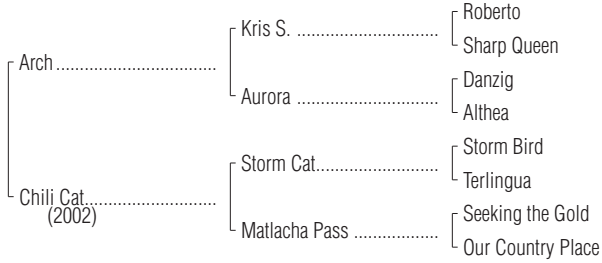 Roberto
Kris S. ..................................
Sharp Queen
Arch ......................................
Danzig
Aurora ..................................
Althea
Storm Bird
Storm Cat.............................
Terlingua
Chili Cat...............................
(2002)
Seeking the Gold
Matlacha Pass ....................
Our Country Place